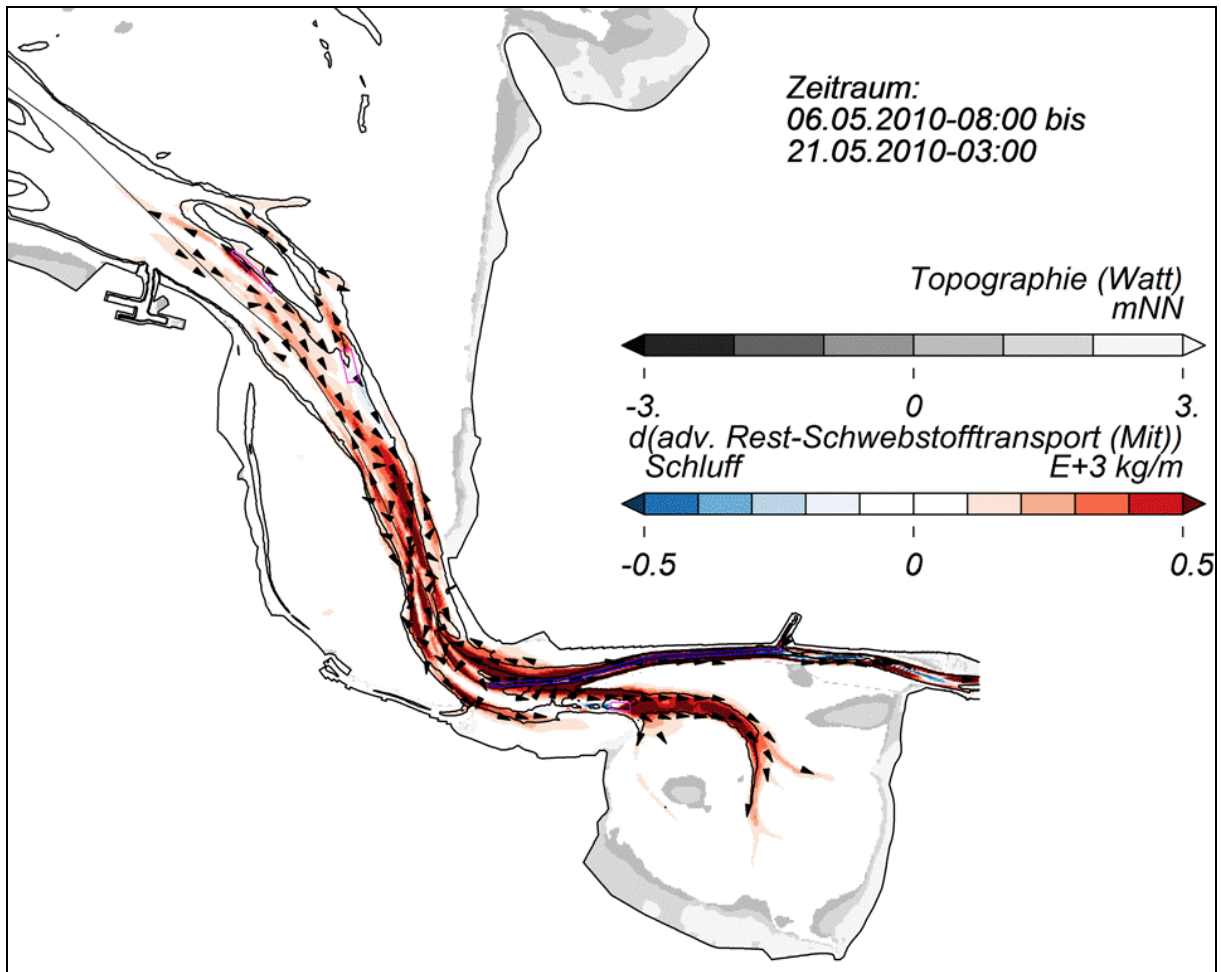 Zeitraum:
06.05.2010-08:00 bis
21.05.2010-03:00
Topographie (Watt)
mNN
-3. 0 3.
d(adv. Rest-Schwebstofftransport (Mit))
Schluff E+3 kg/m
-0.5 0 0.5